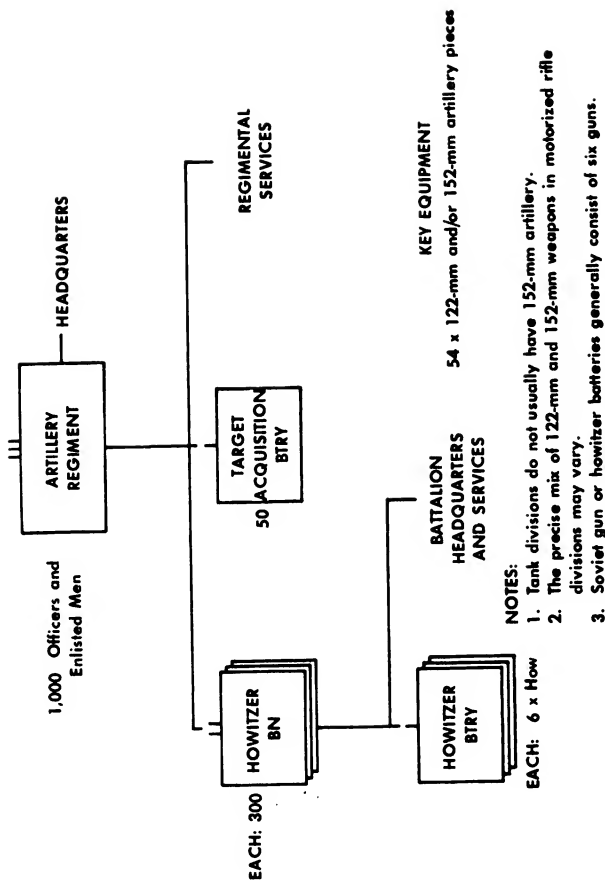 1,000 Officers and
Enlisted Men
ARTILLERY
REGIMENT
HEADQUARTERS
EACH: 300
HOWITZER
BN
50
TARGET
ACQUISITION
BTRY
REGIMENTAL
SERVICES
EACH: 6 x How
HOWITZER
BTRY
BATTALION
HEADQUARTERS
AND SERVICES
KEY EQUIPMENT
54 x 122-mm and/or 152-mm artillery pieces
NOTES:
1. Tank divisions do not usually have 152-mm artillery.
2. The precise mix of 122-mm and 152-mm weapons in motorized rifle
divisions may vary.
3. Soviet gun or howitzer batteries generally consist of six guns.